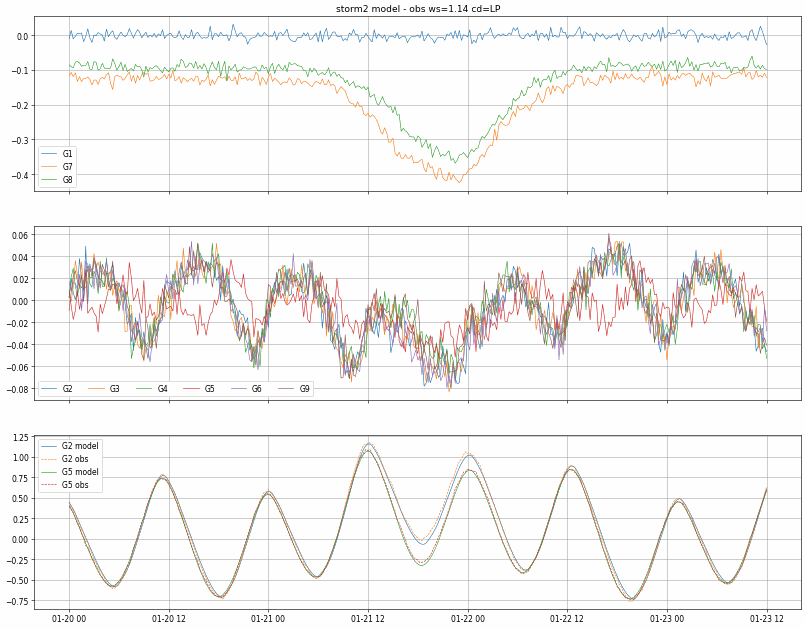 storm2 model - obs ws=1.14 cd=LP
0.0
−0.1
−0.2
−0.3
−0.4
G1
G7
G8
0.06
0.04
0.02
0.00
−0.02
−0.04
−0.06
−0.08
G2 G3 G4 G5 G6 G9
1.25
1.00
0.75
0.50
0.25
0.00
−0.25
−0.50
−0.75
G2 model
G2 obs
G5 model
G5 obs
01-20 00 01-20 12 01-21 00 01-21 12 01-22 00 01-22 12 01-23 00 01-23 12